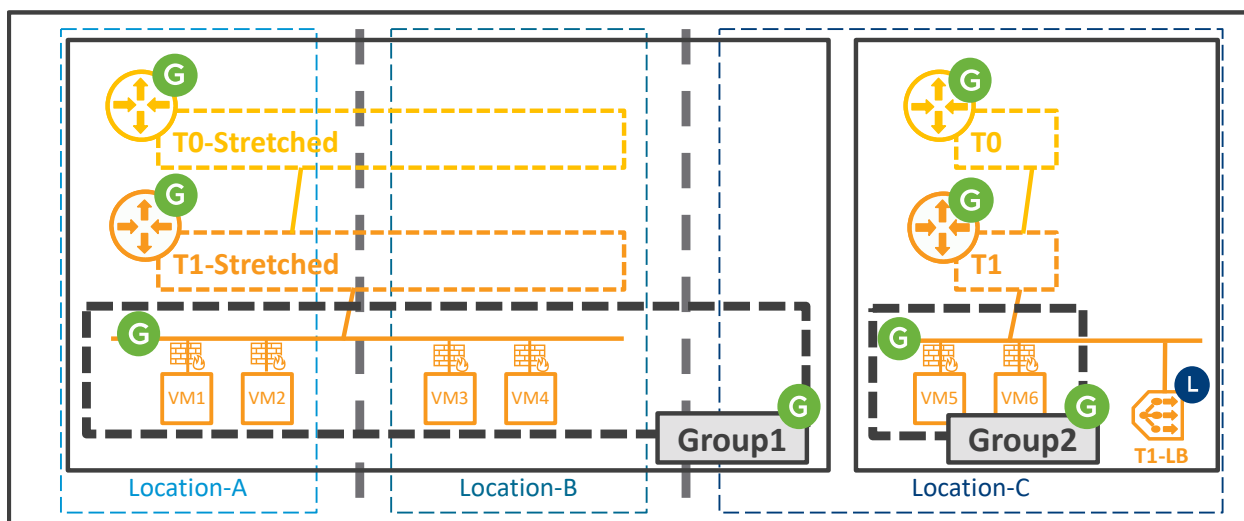 G
G
T0-Stretched
T0
G
G
T1-Stretched
T1
G
G
VM1
VM2
VM3
VM4
VM5
VM6
L
G
G
Group1
Group2
T1-LB
Location-A
Location-B
Location-C